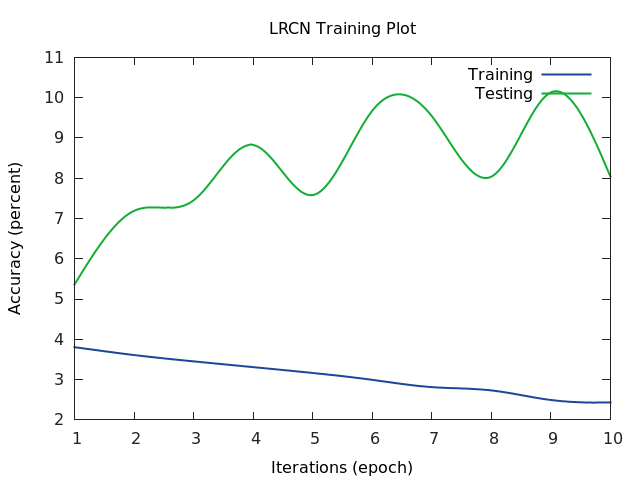 LRCN Training Plot
11
10
9
8
7
6
5
4
3
2
Accuracy (percent)
Training
Testing
1 2 3 4 5 6 7 8 9 10
Iterations (epoch)